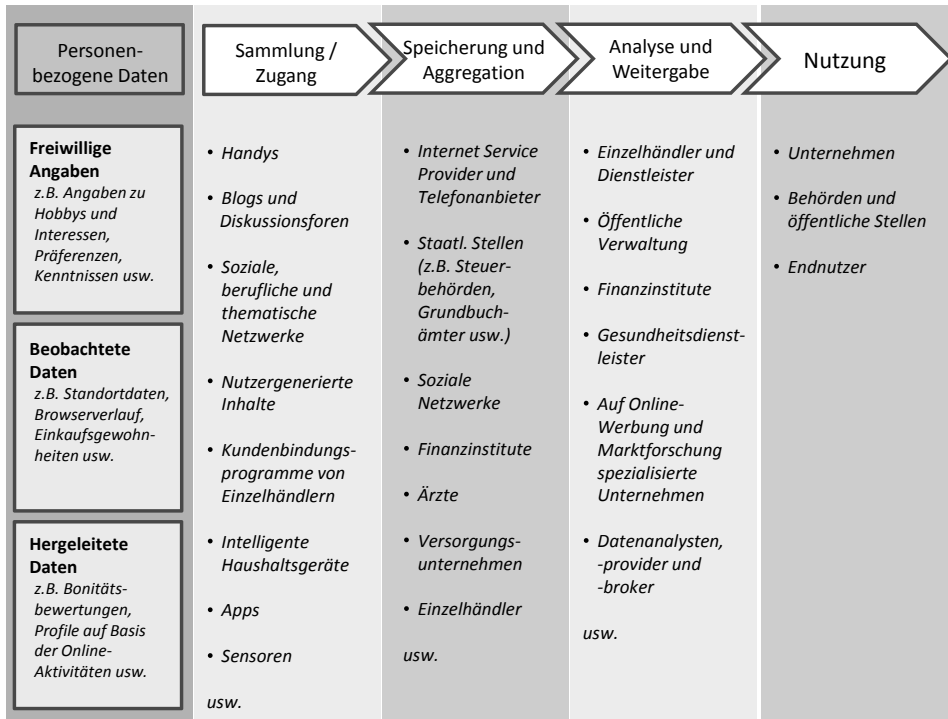 Personen-
bezogene Daten
Sammlung /
Zugang
Speicherung und
Aggregation
Analyse und
Weitergabe
Nutzung
Freiwillige
Angaben
z.B. Angaben zu
Hobbys und
Interessen,
Präferenzen,
Kenntnissen usw.
Beobachtete
Daten
z.B. Standortdaten,
Browserverlauf,
Einkaufsgewohn-
heiten usw.
Hergeleitete
Daten
z.B. Bonitäts-
bewertungen,
Profile auf Basis
der Online-
Aktivitäten usw.
• Handys
• Blogs und
Diskussionsforen
• Soziale,
berufliche und
thematische
Netzwerke
• Nutzergenerierte
Inhalte
• Kundenbindungs-
programme von
Einzelhändlern
• Intelligente
Haushaltsgeräte
• Apps
• Sensoren
usw.
• Internet Service
Provider und
Telefonanbieter
• Staatl. Stellen
(z.B. Steuer-
behörden,
Grundbuch-
ämter usw.)
• Soziale
Netzwerke
• Finanzinstitute
• Ärzte
• Versorgungs-
unternehmen
• Einzelhändler
usw.
• Einzelhändler und
Dienstleister
• Öffentliche
Verwaltung
• Finanzinstitute
• Gesundheitsdienst-
leister
• Auf Online-
Werbung und
Marktforschung
spezialisierte
Unternehmen
• Datenanalysten,
-provider und
-broker
usw.
• Unternehmen
• Behörden und
öffentliche Stellen
• Endnutzer